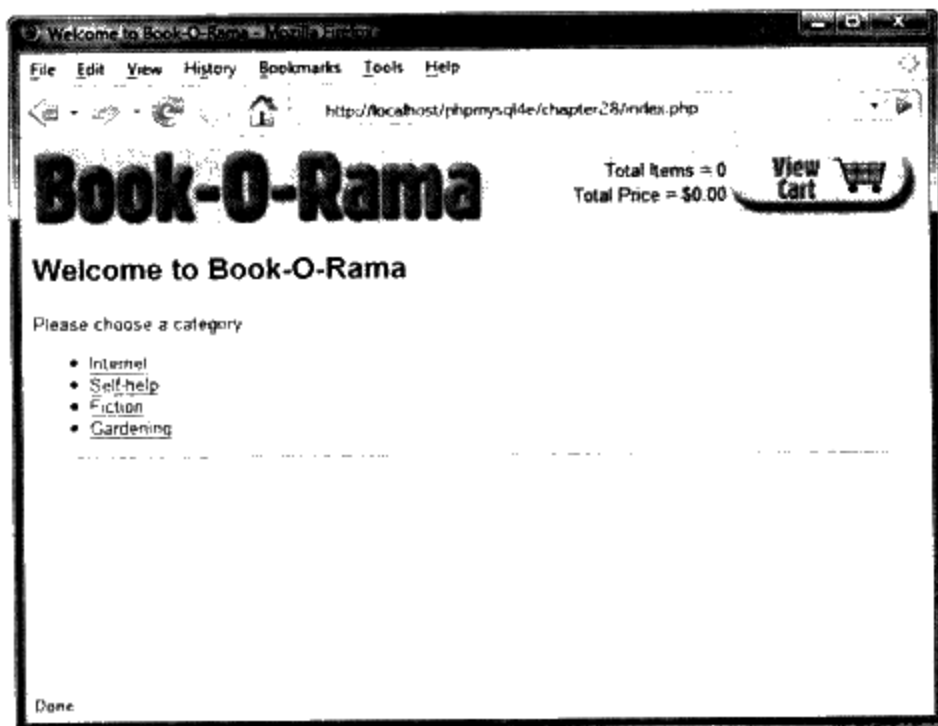 Welcome to Book-O-Rama - Mozilla Firefox
File Edit View History Bookmarks Tools Help
http://localhost/phpmysql4e/chapter28/index.php
Book-O-Rama
Total Items = 0
Total Price = $0.00
View Cart
Welcome to Book-O-Rama
Please choose a category
Internet
Self-help
Fiction
Gardening
Done